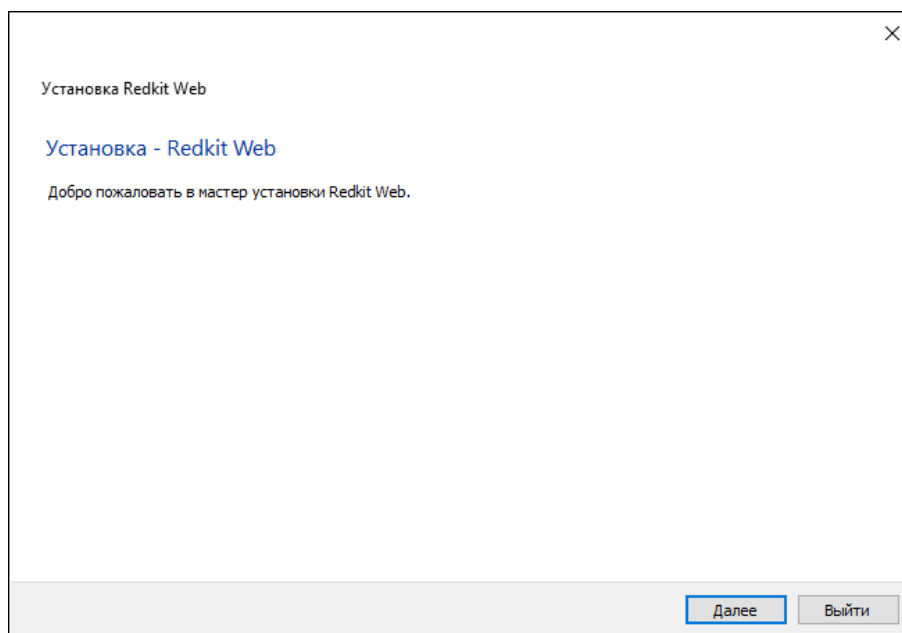 Установка Redkit Web
Установка - Redkit Web
Добро пожаловать в мастер установки Redkit Web.
Далее
Выйти